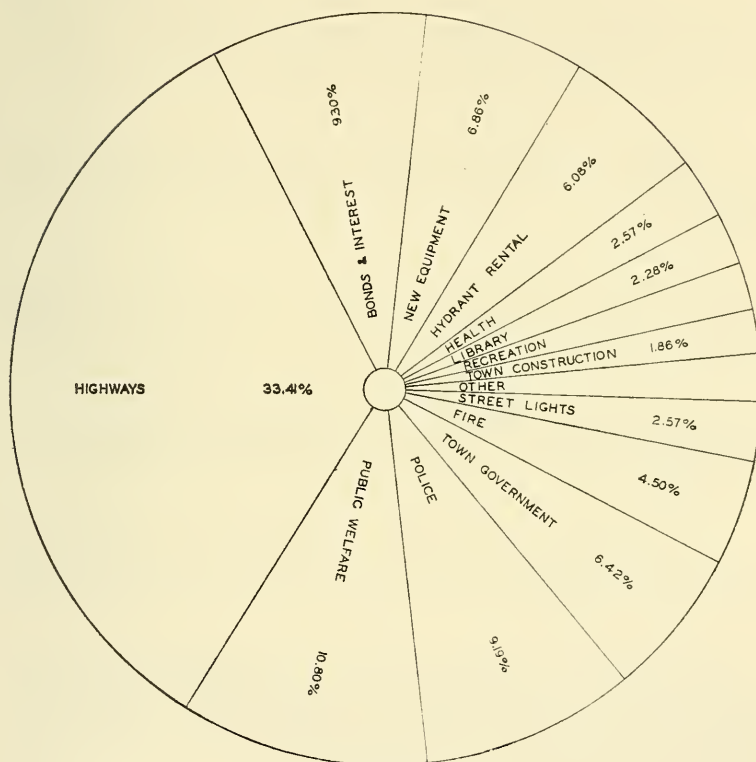 HIGHWAYS 33.41%
BONDS & INTEREST 9.30%
NEW EQUIPMENT 6.86%
HYDRANT RENTAL 6.08%
HEALTH 2.57%
LIBRARY 2.28%
RECREATION
TOWN CONSTRUCTION 1.86%
OTHER
STREET LIGHTS 2.57%
FIRE 4.50%
TOWN GOVERNMENT 6.42%
POLICE 9.19%
PUBLIC WELFARE 10.80%